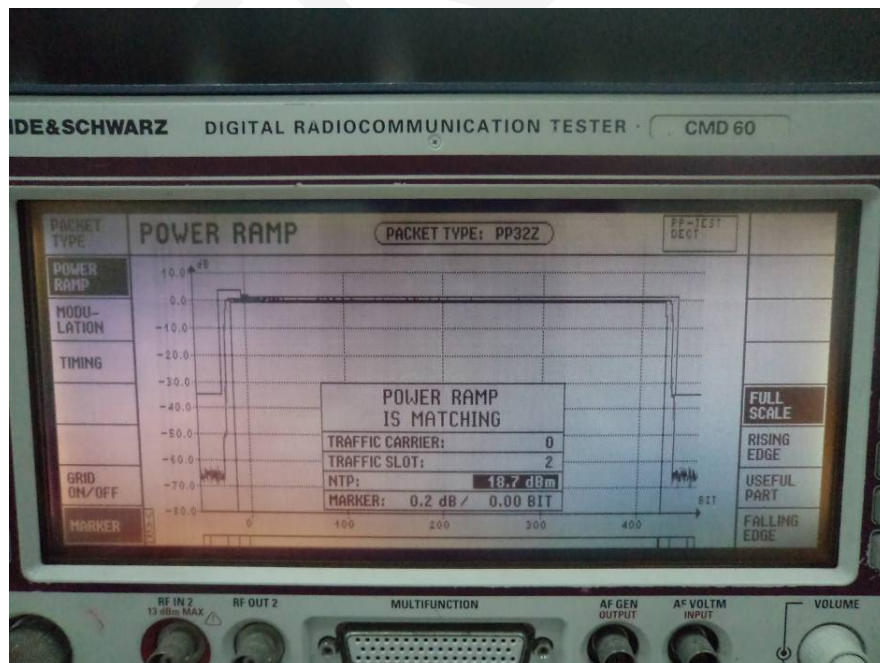 DE&SCHWARZ DIGITAL RADIOCOMMUNICATION TESTER · CMD 60
PACKET
TYPE
POWER RAMP
PACKET TYPE: PP32Z
PP-TEST
DECT
POWER
RAMP
MODU-
LATION
TIMING
GRID
ON/OFF
MARKER
dB
10.0
0.0
-10.0
-20.0
-30.0
-40.0
-50.0
-60.0
-70.0
-80.0
POWER RAMP
IS MATCHING
TRAFFIC CARRIER: 0
TRAFFIC SLOT: 2
NTP: 18.7 dBm
MARKER: 0.2 dB/ 0.00 BIT
BIT
0 100 200 300 400
FULL
SCALE
RISING
EDGE
USEFUL
PART
FALLING
EDGE
RF IN 2
13 dBm MAX
RF OUT 2
MULTIFUNCTION
AF GEN
OUTPUT
AF VOLTM
INPUT
VOLUME